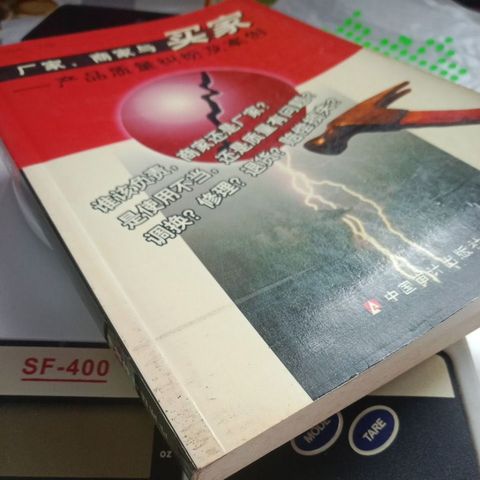 厂家、商家与买家
——产品质量纠纷及案例
谁该负责，商家还是厂家？
是使用不当，还是质量有问题？
调换？修理？退货？赔偿损失？
中国审计出版社
SF-400
MODE
TARE
oz